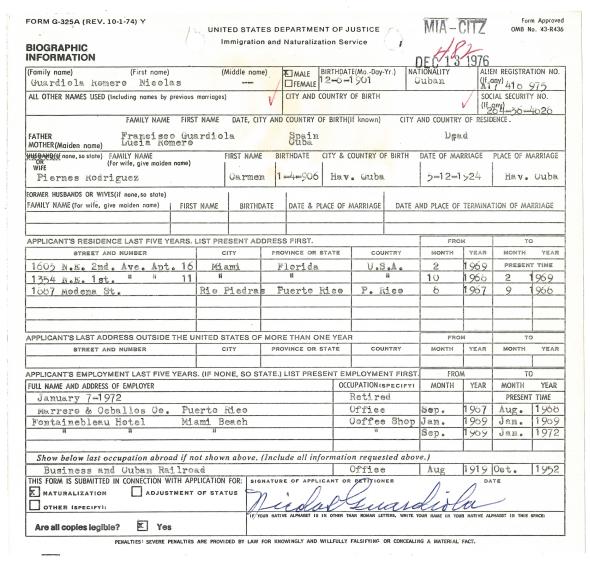 FORM G-325A (REV. 10-1-74) Y
UNITED STATES DEPARTMENT OF JUSTICE
Immigration and Naturalization Service
MIA-CITZ
Form Approved
OMB No. 43-R436
DEC 13 1976
BIOGRAPHIC
INFORMATION
(Family name) (First name) (Middle name)
Guardiola Romero Nicolas ---
X MALE
FEMALE
BIRTHDATE(Mo.-Day-Yr.)
12-6-1901
NATIONALITY
Cuban
ALIEN REGISTRATION NO.
(If any)
A17 416 975
ALL OTHER NAMES USED (Including names by previous marriages)
CITY AND COUNTRY OF BIRTH
SOCIAL SECURITY NO.
(If any)
264-96-4026
FAMILY NAME FIRST NAME DATE, CITY AND COUNTRY OF BIRTH(If known) CITY AND COUNTRY OF RESIDENCE.
FATHER Francisco Guardiola Spain Dead
MOTHER(Maiden name) Lucia Romero Cuba "
HUSBAND(If none, so state) FAMILY NAME FIRST NAME BIRTHDATE CITY & COUNTRY OF BIRTH DATE OF MARRIAGE PLACE OF MARRIAGE
OR (For wife, give maiden name)
WIFE
Piernes Rodriguez Carmen 1-4-906 Hav. Cuba 5-12-1924 Hav. Cuba
FORMER HUSBANDS OR WIVES(if none, so state)
FAMILY NAME (For wife, give maiden name) FIRST NAME BIRTHDATE DATE & PLACE OF MARRIAGE DATE AND PLACE OF TERMINATION OF MARRIAGE
APPLICANT'S RESIDENCE LAST FIVE YEARS. LIST PRESENT ADDRESS FIRST. FROM TO
STREET AND NUMBER CITY PROVINCE OR STATE COUNTRY MONTH YEAR MONTH YEAR
1605 N.E. 2nd. Ave. Apt. 16 Miami Florida U.S.A. 2 1969 PRESENT TIME
1354 N.E. 1st. " " 11 " " " 10 1968 2 1969
1667 Modena St. Rio Piedras Puerto Rico P. Rico 6 1967 9 1968
APPLICANT'S LAST ADDRESS OUTSIDE THE UNITED STATES OF MORE THAN ONE YEAR FROM TO
STREET AND NUMBER CITY PROVINCE OR STATE COUNTRY MONTH YEAR MONTH YEAR
APPLICANT'S EMPLOYMENT LAST FIVE YEARS. (IF NONE, SO STATE.) LIST PRESENT EMPLOYMENT FIRST. FROM TO
FULL NAME AND ADDRESS OF EMPLOYER OCCUPATION(SPECIFY) MONTH YEAR MONTH YEAR
January 7-1972 Retired PRESENT TIME
Marrero & Ceballos Co. Puerto Rico Office Sep. 1967 Aug. 1968
Fontainebleau Hotel Miami Beach Coffee Shop Jan. 1969 Jan. 1969
" " " " " Sep. 1969 Jan. 1972
Show below last occupation abroad if not shown above. (Include all information requested above.)
Business and Cuban Railroad Office Aug 1919 Oct. 1952
THIS FORM IS SUBMITTED IN CONNECTION WITH APPLICATION FOR:
X NATURALIZATION ADJUSTMENT OF STATUS
OTHER (SPECIFY):
SIGNATURE OF APPLICANT OR PETITIONER DATE
Nicolas Guardiola
IF YOUR NATIVE ALPHABET IS IN OTHER THAN ROMAN LETTERS, WRITE YOUR NAME IN YOUR NATIVE ALPHABET IN THIS SPACE:
Are all copies legible? X Yes
PENALTIES: SEVERE PENALTIES ARE PROVIDED BY LAW FOR KNOWINGLY AND WILLFULLY FALSIFYING OR CONCEALING A MATERIAL FACT.